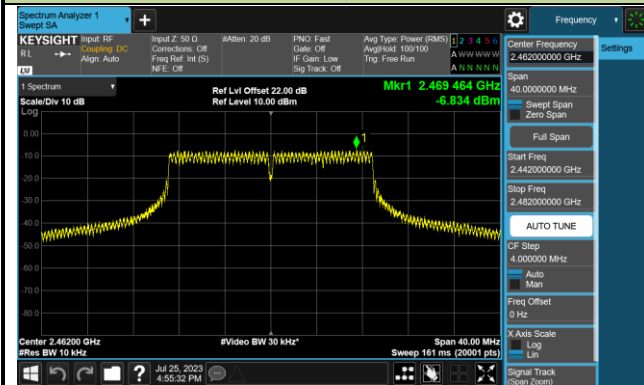 Spectrum Analyzer 1
Swept SA
+
Frequency
KEYSIGHT
R L
LXI
Input: RF
Coupling: DC
Align: Auto
Input Z: 50 Ω
Corrections: Off
Freq Ref: Int (S)
NFE: Off
#Atten: 20 dB
PNO: Fast
Gate: Off
IF Gain: Low
Sig Track: Off
Avg Type: Power (RMS)
Avg|Hold: 100/100
Trig: Free Run
1 2 3 4 5 6
A W W W W W
A N N N N N
Center Frequency
2.462000000 GHz
Settings
Span
40.0000000 MHz
Swept Span
Zero Span
Full Span
Start Freq
2.442000000 GHz
Stop Freq
2.482000000 GHz
AUTO TUNE
CF Step
4.000000 MHz
Auto
Man
Freq Offset
0 Hz
X Axis Scale
Log
Lin
Signal Track
(Span Zoom)
1 Spectrum
Scale/Div 10 dB
Log
Ref Lvl Offset 22.00 dB
Ref Level 10.00 dBm
Mkr1 2.469 464 GHz
-6.834 dBm
1
0.00
-10.0
-20.0
-30.0
-40.0
-50.0
-60.0
-70.0
-80.0
Center 2.46200 GHz
#Res BW 10 kHz
#Video BW 30 kHz*
Span 40.00 MHz
Sweep 161 ms (20001 pts)
?
Jul 25, 2023
4:55:32 PM